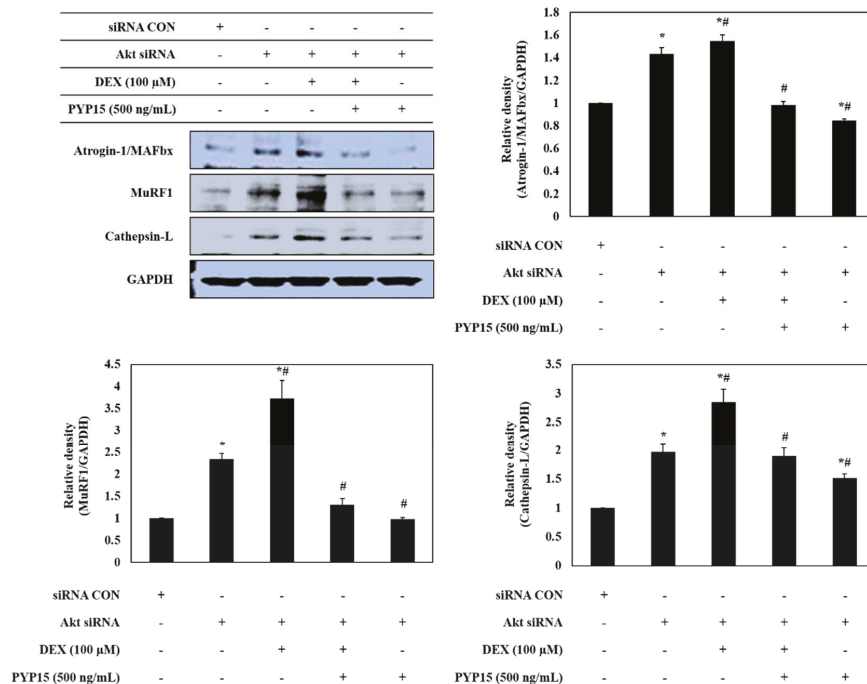 siRNA CON + - - - -
Akt siRNA - + + + +
DEX (100 µM) - - + + -
PYP15 (500 ng/mL) - - - + +
Atrogin-1/MAFbx
MuRF1
Cathepsin-L
GAPDH
Relative density
(Atrogin-1/MAFbx/GAPDH)
1.8
1.6
1.4
1.2
1
0.8
0.6
0.4
0.2
0
* *# # *#
siRNA CON + - - - -
Akt siRNA - + + + +
DEX (100 µM) - - + + -
PYP15 (500 ng/mL) - - - + +
Relative density
(MuRF1/GAPDH)
4.5
4
3.5
3
2.5
2
1.5
1
0.5
0
* *# # #
siRNA CON + - - - -
Akt siRNA - + + + +
DEX (100 µM) - - + + -
PYP15 (500 ng/mL) - - - + +
Relative density
(Cathepsin-L/GAPDH)
3.5
3
2.5
2
1.5
1
0.5
0
* *# # *#
siRNA CON + - - - -
Akt siRNA - + + + +
DEX (100 µM) - - + + -
PYP15 (500 ng/mL) - - - + +